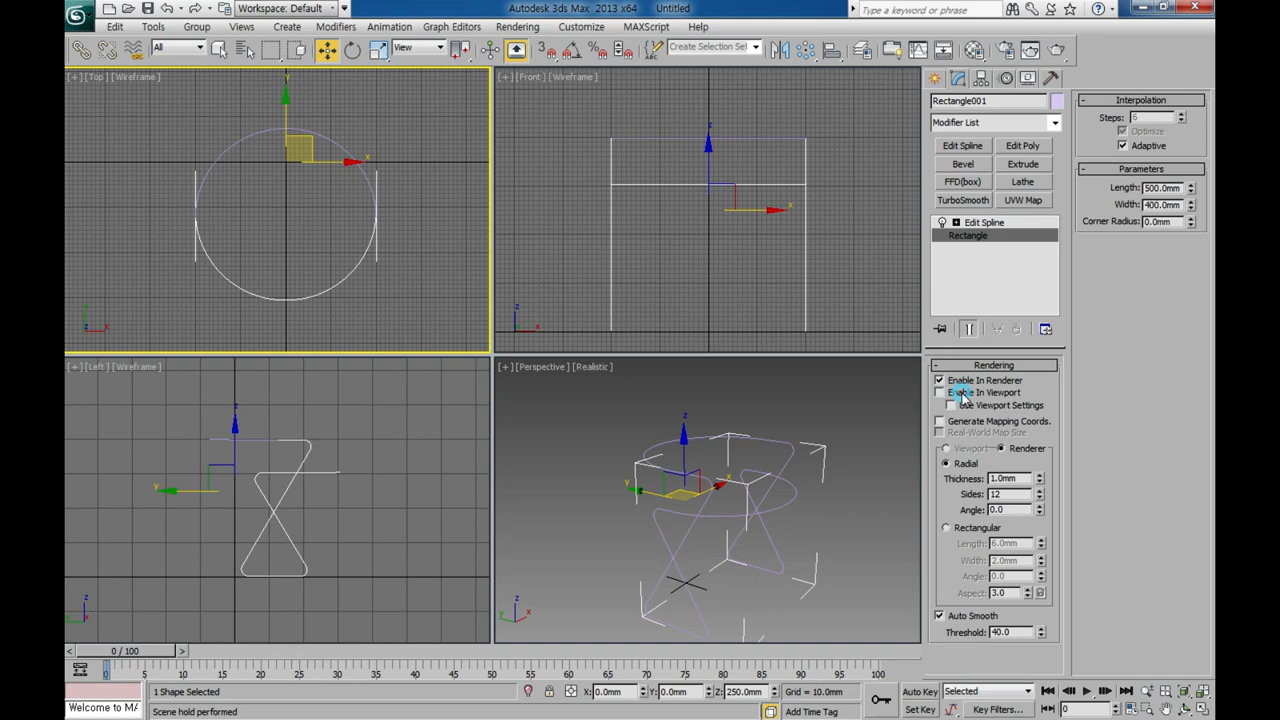 Workspace: Default
Autodesk 3ds Max 2013 x64
Untitled
Type a keyword or phrase
Edit
Tools
Group
Views
Create
Modifiers
Animation
Graph Editors
Rendering
Customize
MAXScript
Help
All
View
Create Selection Set
[+] [Top] [Wireframe]
[+] [Front] [Wireframe]
[+] [Left] [Wireframe]
[+] [Perspective] [Realistic]
Rectangle001
Modifier List
Edit Spline
Edit Poly
Bevel
Extrude
FFD(box)
Lathe
TurboSmooth
UVW Map
Edit Spline
Rectangle
Rendering
Enable In Renderer
Enable In Viewport
Use Viewport Settings
Generate Mapping Coords.
Real-World Map Size
Viewport
Renderer
Radial
Thickness: 1.0mm
Sides: 12
Angle: 0.0
Rectangular
Length: 6.0mm
Width: 2.0mm
Angle: 0.0
Aspect: 3.0
Auto Smooth
Threshold: 40.0
Interpolation
Steps: 6
Optimize
Adaptive
Parameters
Length: 500.0mm
Width: 400.0mm
Corner Radius: 0.0mm
0 / 100
0 5 10 15 20 25 30 35 40 45 50 55 60 65 70 75 80 85 90 95 100
1 Shape Selected
X: 0.0mm
Y: 0.0mm
Z: 250.0mm
Grid = 10.0mm
Auto Key
Selected
Welcome to MA
Scene hold performed
Add Time Tag
Set Key
Key Filters...
0